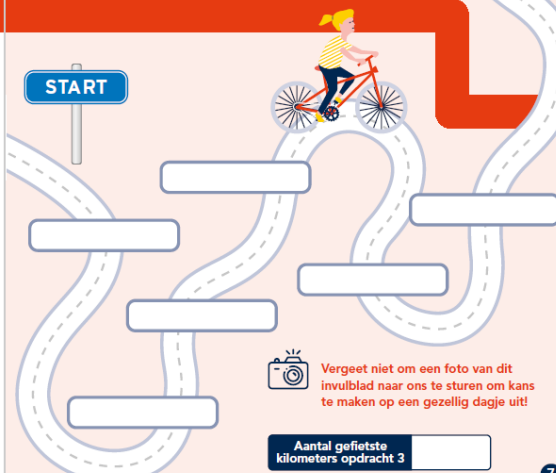 START
Vergeet niet om een foto van dit
invulblad naar ons te sturen om kans
te maken op een gezellig dagje uit!
Aantal gefietste
kilometers opdracht 3
7